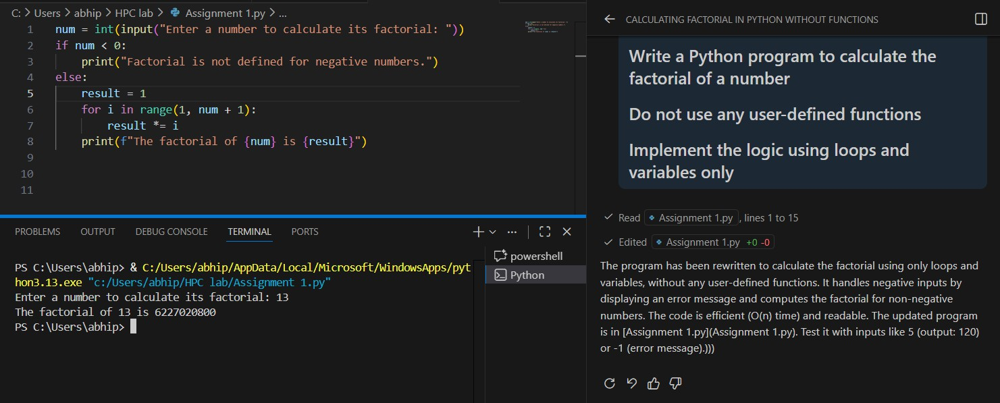 C: > Users > abhip > HPC lab > Assignment 1.py > ...
1 num = int(input("Enter a number to calculate its factorial: "))
2 if num < 0:
3     print("Factorial is not defined for negative numbers.")
4 else:
5     result = 1
6     for i in range(1, num + 1):
7         result *= i
8     print(f"The factorial of {num} is {result}")
9
10
11
PROBLEMS OUTPUT DEBUG CONSOLE TERMINAL PORTS
PS C:\Users\abhip> & C:/Users/abhip/AppData/Local/Microsoft/WindowsApps/pyt
hon3.13.exe "c:/Users/abhip/HPC lab/Assignment 1.py"
Enter a number to calculate its factorial: 13
The factorial of 13 is 6227020800
PS C:\Users\abhip>
powershell
Python
CALCULATING FACTORIAL IN PYTHON WITHOUT FUNCTIONS
Write a Python program to calculate the
factorial of a number
Do not use any user-defined functions
Implement the logic using loops and
variables only
Read Assignment 1.py, lines 1 to 15
Edited Assignment 1.py +0 -0
The program has been rewritten to calculate the factorial using only loops and
variables, without any user-defined functions. It handles negative inputs by
displaying an error message and computes the factorial for non-negative
numbers. The code is efficient (O(n) time) and readable. The updated program
is in [Assignment 1.py](Assignment 1.py). Test it with inputs like 5 (output: 120)
or -1 (error message).)))